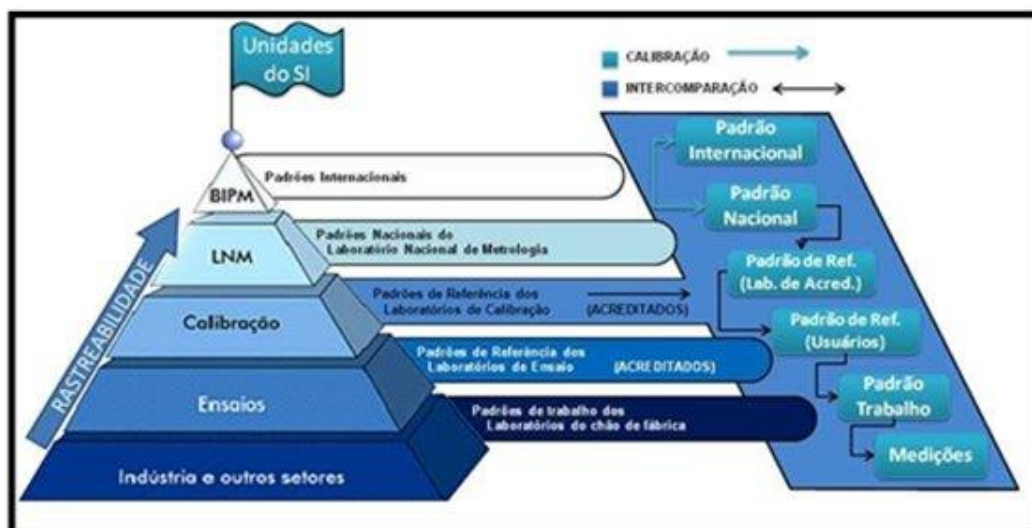 Unidades
do SI
CALIBRAÇÃO
INTERCOMPARAÇÃO
BIPM
LNM
Calibração
Ensaios
Indústria e outros setores
RASTREABILIDADE
Padrões Internacionais
Padrões Nacionais do
Laboratório Nacional de Metrologia
Padrões de Referência dos
Laboratórios de Calibração (ACREDITADOS)
Padrões de Referência dos
Laboratórios de Ensaio (ACREDITADOS)
Padrões de trabalho dos
Laboratórios do chão de fábrica
Padrão
Internacional
Padrão
Nacional
Padrão de Ref.
(Lab. de Acred.)
Padrão de Ref.
(Usuários)
Padrão
Trabalho
Medições